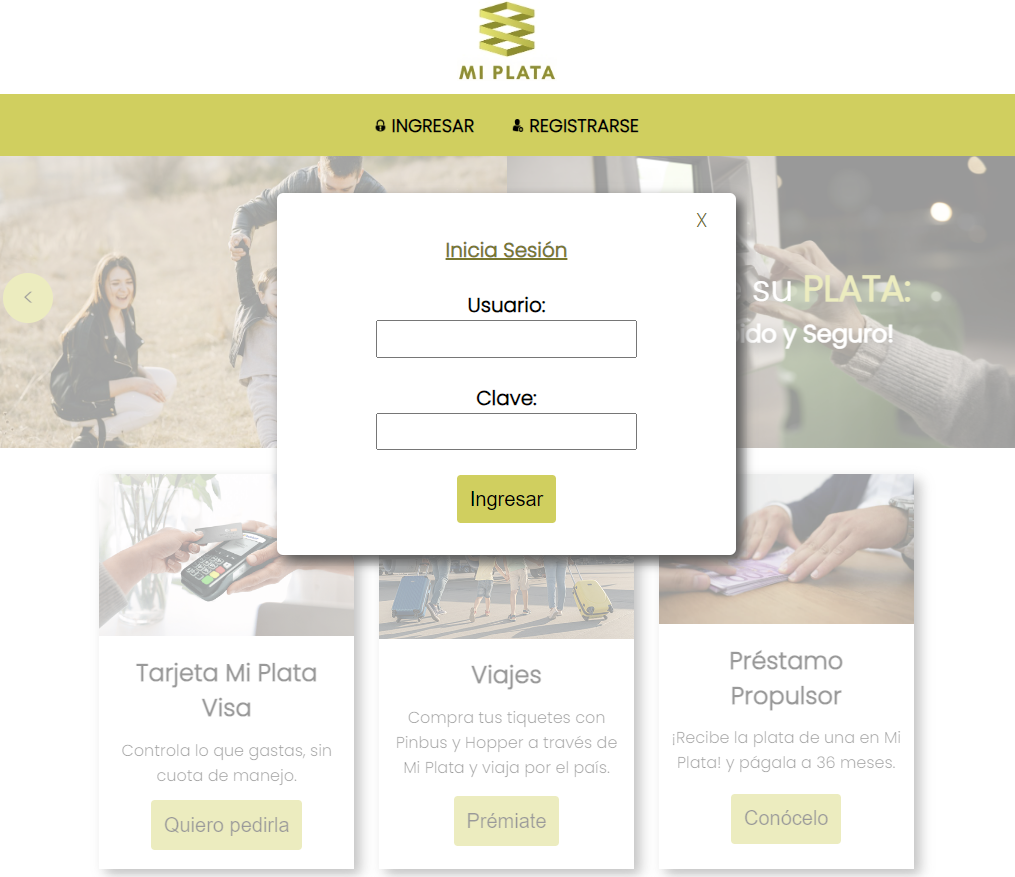 MI PLATA
INGRESAR
REGISTRARSE
X
Inicia Sesión
Usuario:
Clave:
Ingresar
<
su PLATA:
ido y Seguro!
Tarjeta Mi Plata
Visa
Controla lo que gastas, sin
cuota de manejo.
Quiero pedirla
Viajes
Compra tus tiquetes con
Pinbus y Hopper a través de
Mi Plata y viaja por el país.
Prémiate
Préstamo
Propulsor
¡Recibe la plata de una en Mi
Plata! y págala a 36 meses.
Conócelo